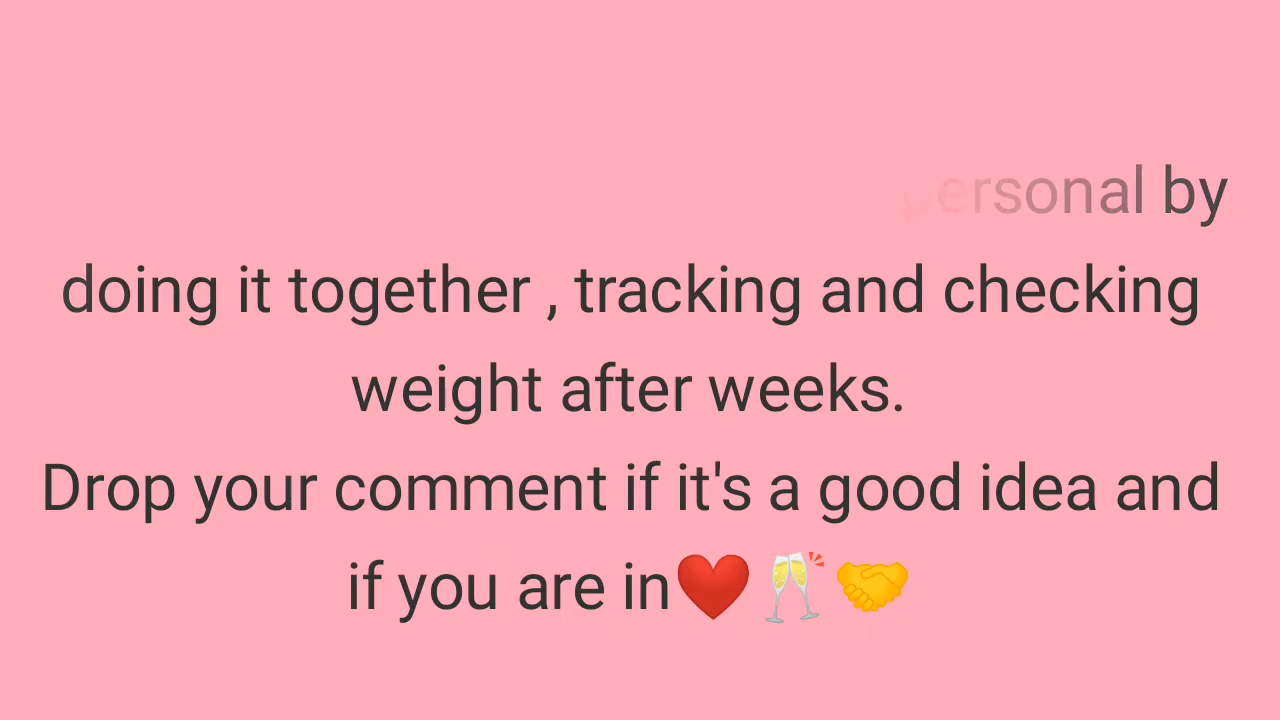 personal by
doing it together , tracking and checking
weight after weeks.
Drop your comment if it's a good idea and
if you are in❤️🥂🤝